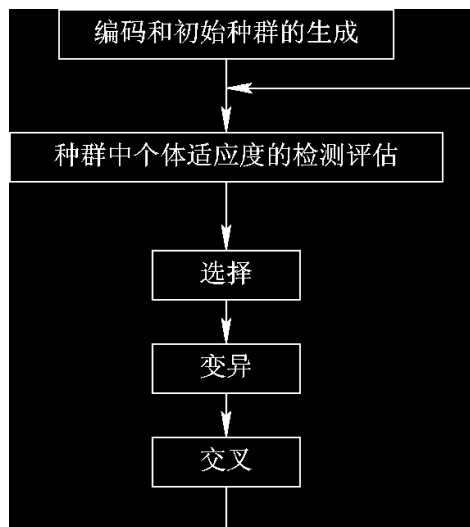 编码和初始种群的生成
种群中个体适应度的检测评估
选择
变异
交叉